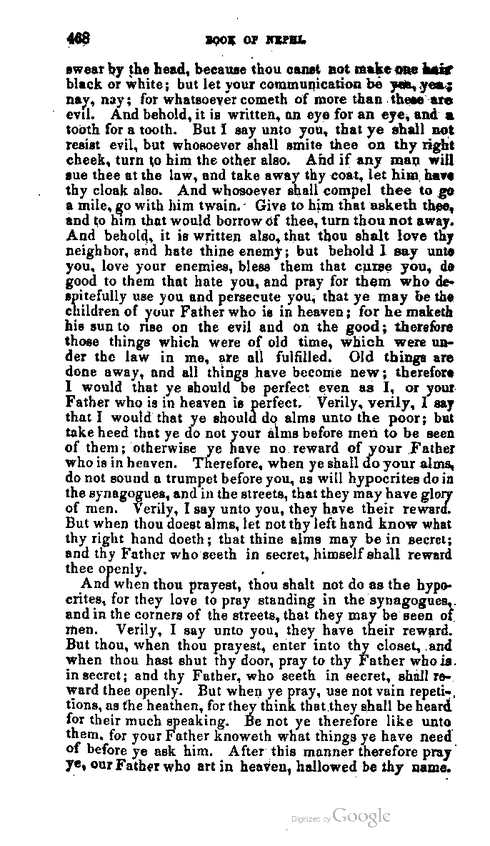 468 BOOK OF NEPHI.
swear by the head, because thou canst not make one hair
black or white; but let your communication be yea, yea;
nay, nay; for whatsoever cometh of more than these are
evil. And behold, it is written, an eye for an eye, and a
tooth for a tooth. But I say unto you, that ye shall not
resist evil, but whosoever shall smite thee on thy right
cheek, turn to him the other also. And if any man will
sue thee at the law, and take away thy coat, let him have
thy cloak also. And whosoever shall compel thee to go
a mile, go with him twain. Give to him that asketh thee,
and to him that would borrow of thee, turn thou not away.
And behold, it is written also, that thou shalt love thy
neighbor, and hate thine enemy; but behold I say unto
you, love your enemies, bless them that curse you, do
good to them that hate you, and pray for them who de-
spitefully use you and persecute you, that ye may be the
children of your Father who is in heaven; for he maketh
his sun to rise on the evil and on the good; therefore
those things which were of old time, which were un-
der the law in me, are all fulfilled. Old things are
done away, and all things have become new; therefore
I would that ye should be perfect even as I, or your
Father who is in heaven is perfect. Verily, verily, I say
that I would that ye should do alms unto the poor; but
take heed that ye do not your alms before men to be seen
of them; otherwise ye have no reward of your Father
who is in heaven. Therefore, when ye shall do your alms,
do not sound a trumpet before you, as will hypocrites do in
the synagogues, and in the streets, that they may have glory
of men. Verily, I say unto you, they have their reward.
But when thou doest alms, let not thy left hand know what
thy right hand doeth; that thine alms may be in secret;
and thy Father who seeth in secret, himself shall reward
thee openly.
And when thou prayest, thou shalt not do as the hypo-
crites, for they love to pray standing in the synagogues,
and in the corners of the streets, that they may be seen of
men. Verily, I say unto you, they have their reward.
But thou, when thou prayest, enter into thy closet, and
when thou hast shut thy door, pray to thy Father who is
in secret; and thy Father, who seeth in secret, shall re-
ward thee openly. But when ye pray, use not vain repeti-
tions, as the heathen, for they think that they shall be heard
for their much speaking. Be not ye therefore like unto
them, for your Father knoweth what things ye have need
of before ye ask him. After this manner therefore pray
ye, our Father who art in heaven, hallowed be thy name.
Digitized by Google